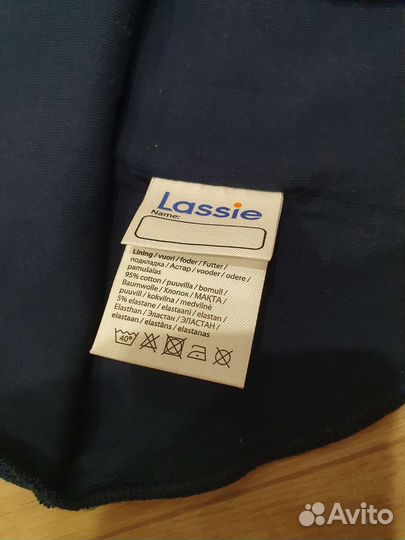 Lassie
Name:
Lining / vuori / foder / Futter /
подкладка / Астар / vooder / odere /
pamušalas
95% cotton / puuvilla / bomull /
Baumwolle / Хлопок / МАҚТА /
puuvill / kokvilna / medvilnė
5% elastane / elastaani / elastan /
Elasthan / Эластан / ЭЛАСТАН /
elastaan / elastāns / elastanas
40°
Avito